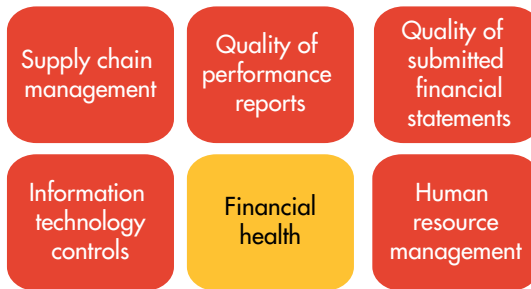 Supply chain
management
Quality of
performance
reports
Quality of
submitted
financial
statements
Information
technology
controls
Financial
health
Human
resource
management